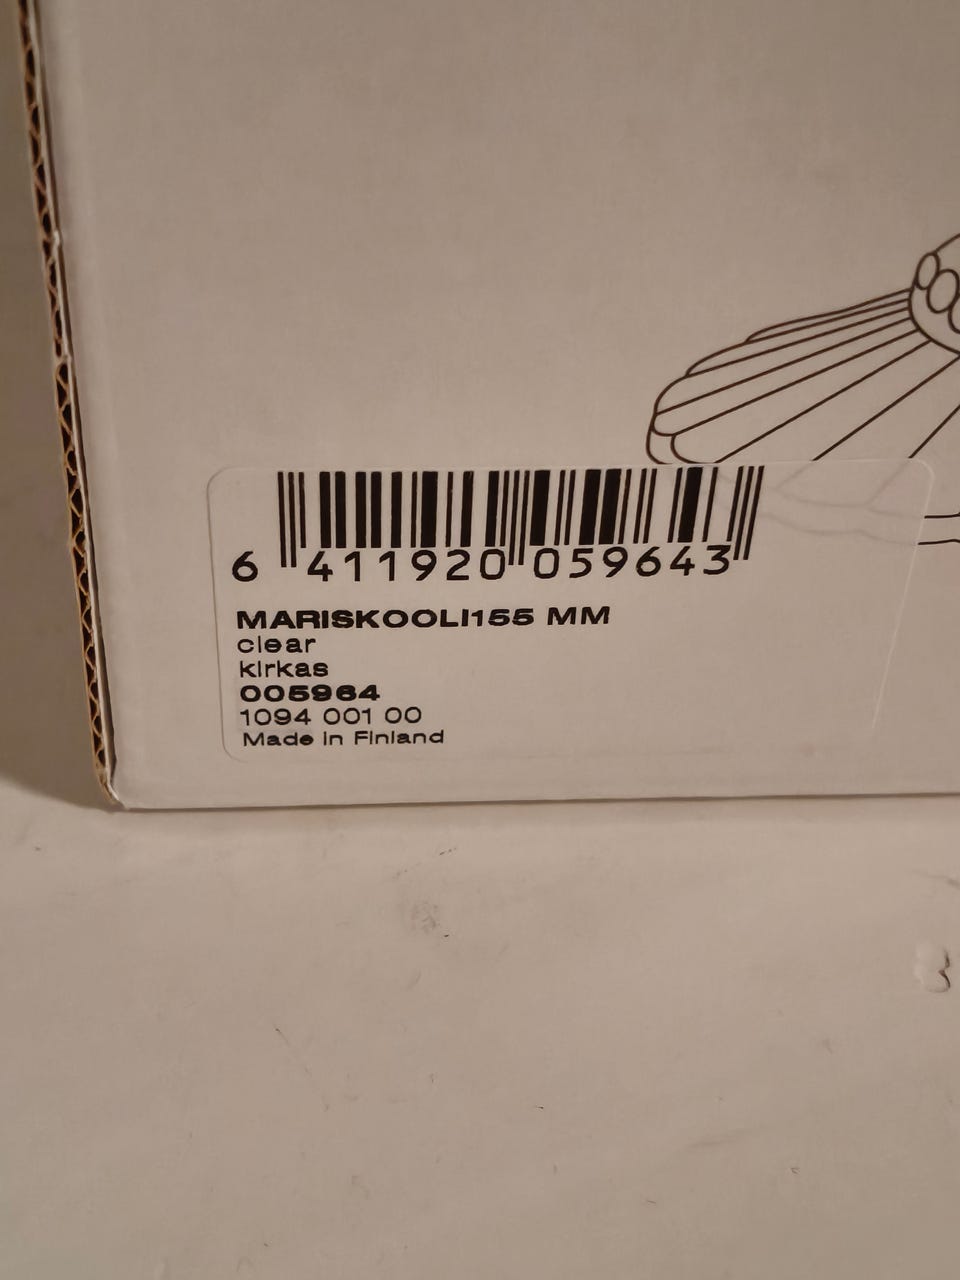 6 411920 059643
MARISKOOLI155 MM
clear
kirkas
005964
1094 001 00
Made in Finland